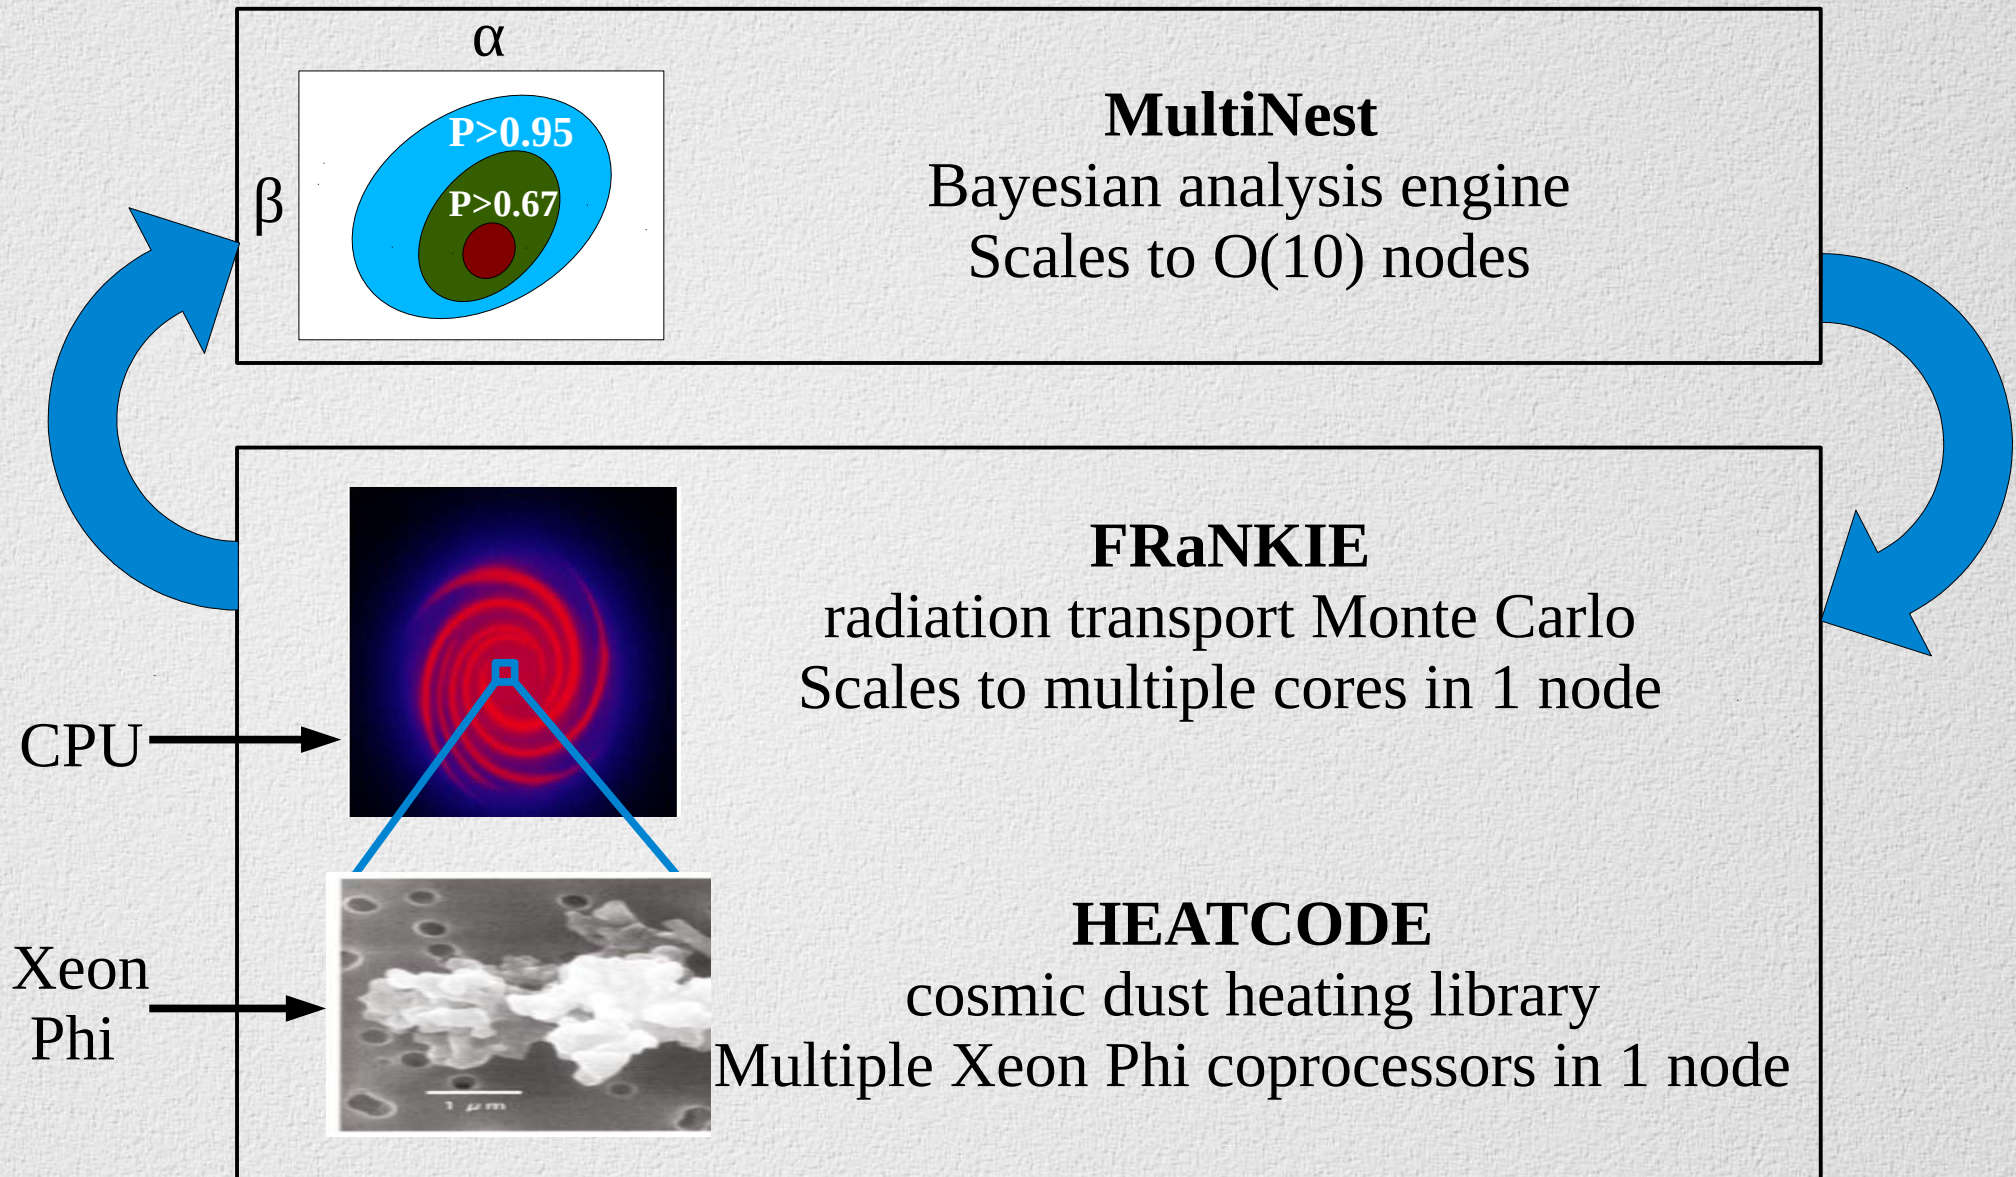 α
β
P>0.95
P>0.67
MultiNest
Bayesian analysis engine
Scales to O(10) nodes
FRaNKIE
radiation transport Monte Carlo
Scales to multiple cores in 1 node
CPU
HEATCODE
cosmic dust heating library
Multiple Xeon Phi coprocessors in 1 node
Xeon
Phi
1 μm